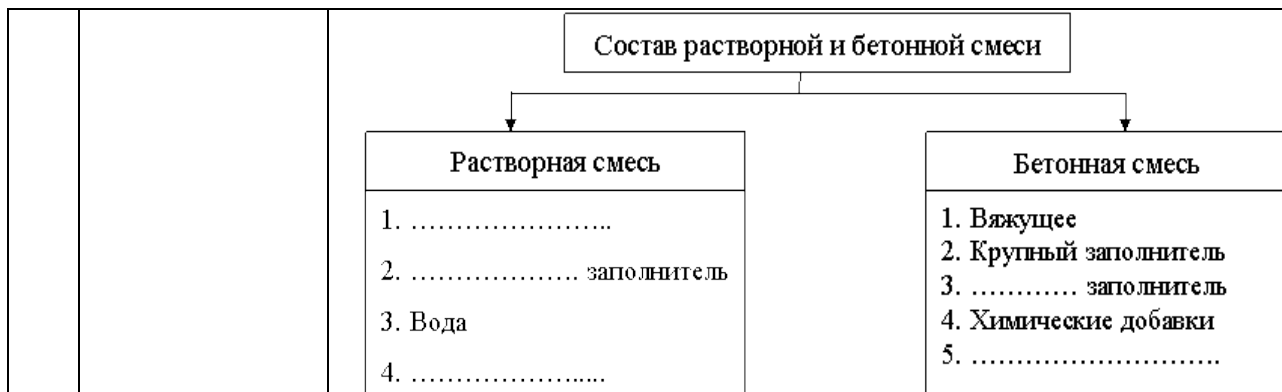 Состав растворной и бетонной смеси
Растворная смесь
1. …………………..
2. ………………. заполнитель
3. Вода
4. ………………......
Бетонная смесь
1. Вяжущее
2. Крупный заполнитель
3. ………… заполнитель
4. Химические добавки
5. ……………………….